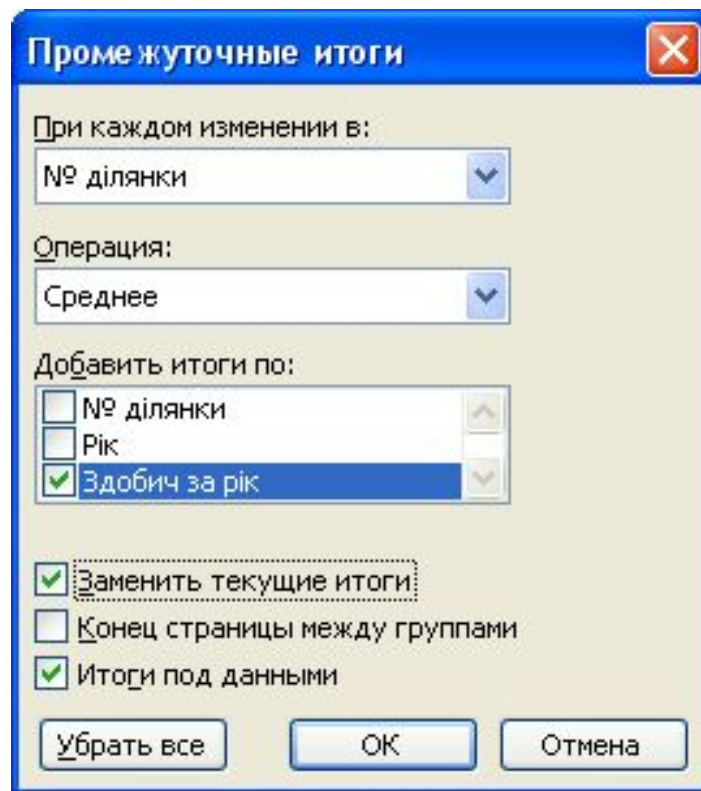 Промежуточные итоги
При каждом изменении в:
№ ділянки
Операция:
Среднее
Добавить итоги по:
№ ділянки
Рік
Здобич за рік
Заменить текущие итоги
Конец страницы между группами
Итоги под данными
Убрать все ОК Отмена